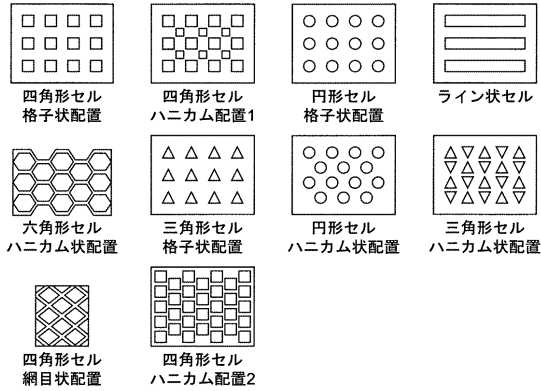 四角形セル
格子状配置
四角形セル
ハニカム配置1
円形セル
格子状配置
ライン状セル
六角形セル
ハニカム状配置
三角形セル
格子状配置
円形セル
ハニカム状配置
三角形セル
ハニカム状配置
四角形セル
網目状配置
四角形セル
ハニカム配置2